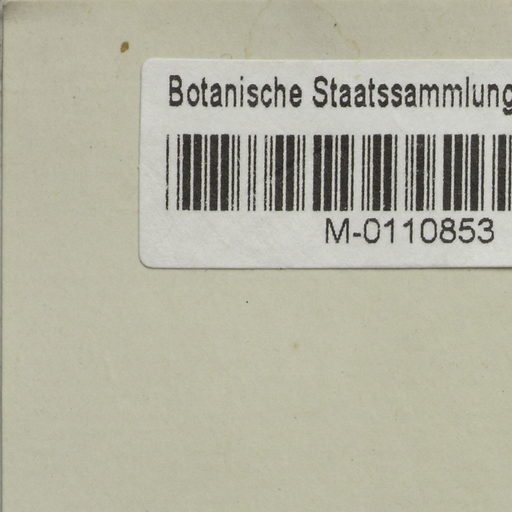 Botanische Staatssammlung
M-0110853